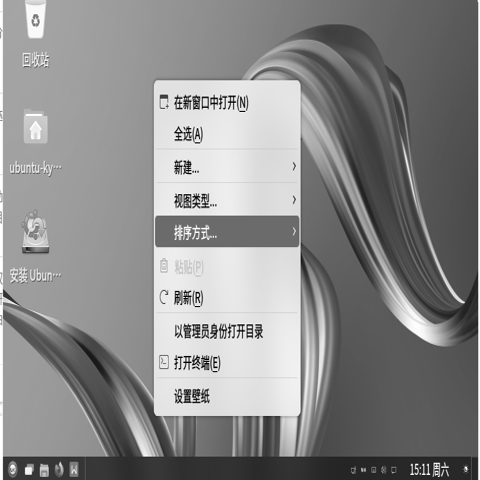 回收站
ubuntu-ky···
安装 Ubun···
在新窗口中打开(N)
全选(A)
新建...
视图类型...
排序方式...
粘贴(P)
刷新(R)
以管理员身份打开目录
打开终端(E)
设置壁纸
15:11 周六